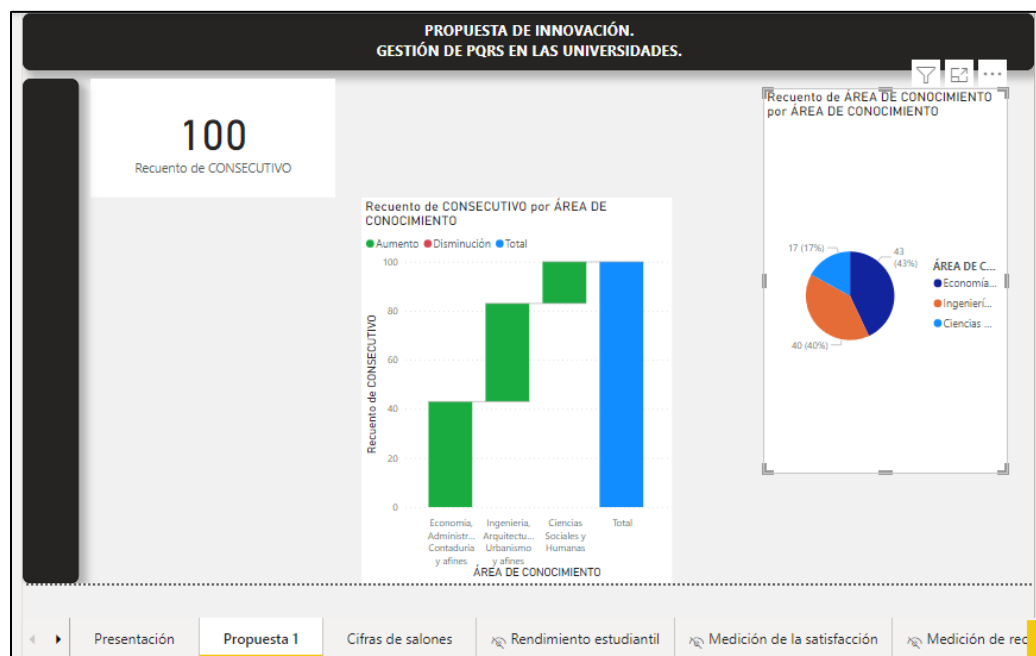 PROPUESTA DE INNOVACIÓN.
GESTIÓN DE PQRS EN LAS UNIVERSIDADES.
100
Recuento de CONSECUTIVO
Recuento de CONSECUTIVO por ÁREA DE
CONOCIMIENTO
Aumento Disminución Total
100
80
60
40
20
0
Recuento de CONSECUTIVO
Economía,
Administr...
Contaduría
y afines
Ingeniería,
Arquitectu...
Urbanismo
y afines
Ciencias
Sociales y
Humanas
Total
ÁREA DE CONOCIMIENTO
Recuento de ÁREA DE CONOCIMIENTO
por ÁREA DE CONOCIMIENTO
17 (17%)
43
(43%)
40 (40%)
ÁREA DE C...
Economía...
Ingenierí...
Ciencias ...
Presentación
Propuesta 1
Cifras de salones
Rendimiento estudiantil
Medición de la satisfacción
Medición de rec